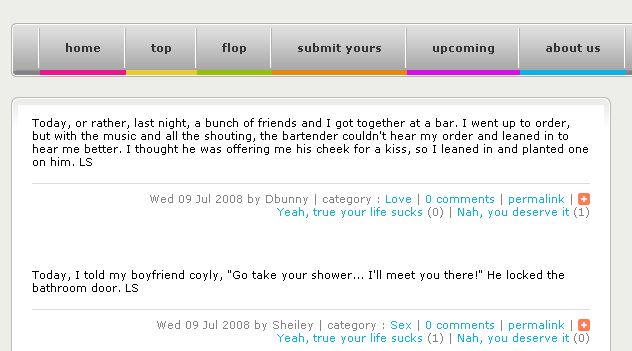 home top flop submit yours upcoming about us
Today, or rather, last night, a bunch of friends and I got together at a bar. I went up to order,
but with the music and all the shouting, the bartender couldn't hear my order and leaned in to
hear me better. I thought he was offering me his cheek for a kiss, so I leaned in and planted one
on him. LS
Wed 09 Jul 2008 by Dbunny | category : Love | 0 comments | permalink |
Yeah, true your life sucks (0) | Nah, you deserve it (1)
Today, I told my boyfriend coyly, "Go take your shower... I'll meet you there!" He locked the
bathroom door. LS
Wed 09 Jul 2008 by Sheiley | category : Sex | 0 comments | permalink |
Yeah, true your life sucks (1) | Nah, you deserve it (0)